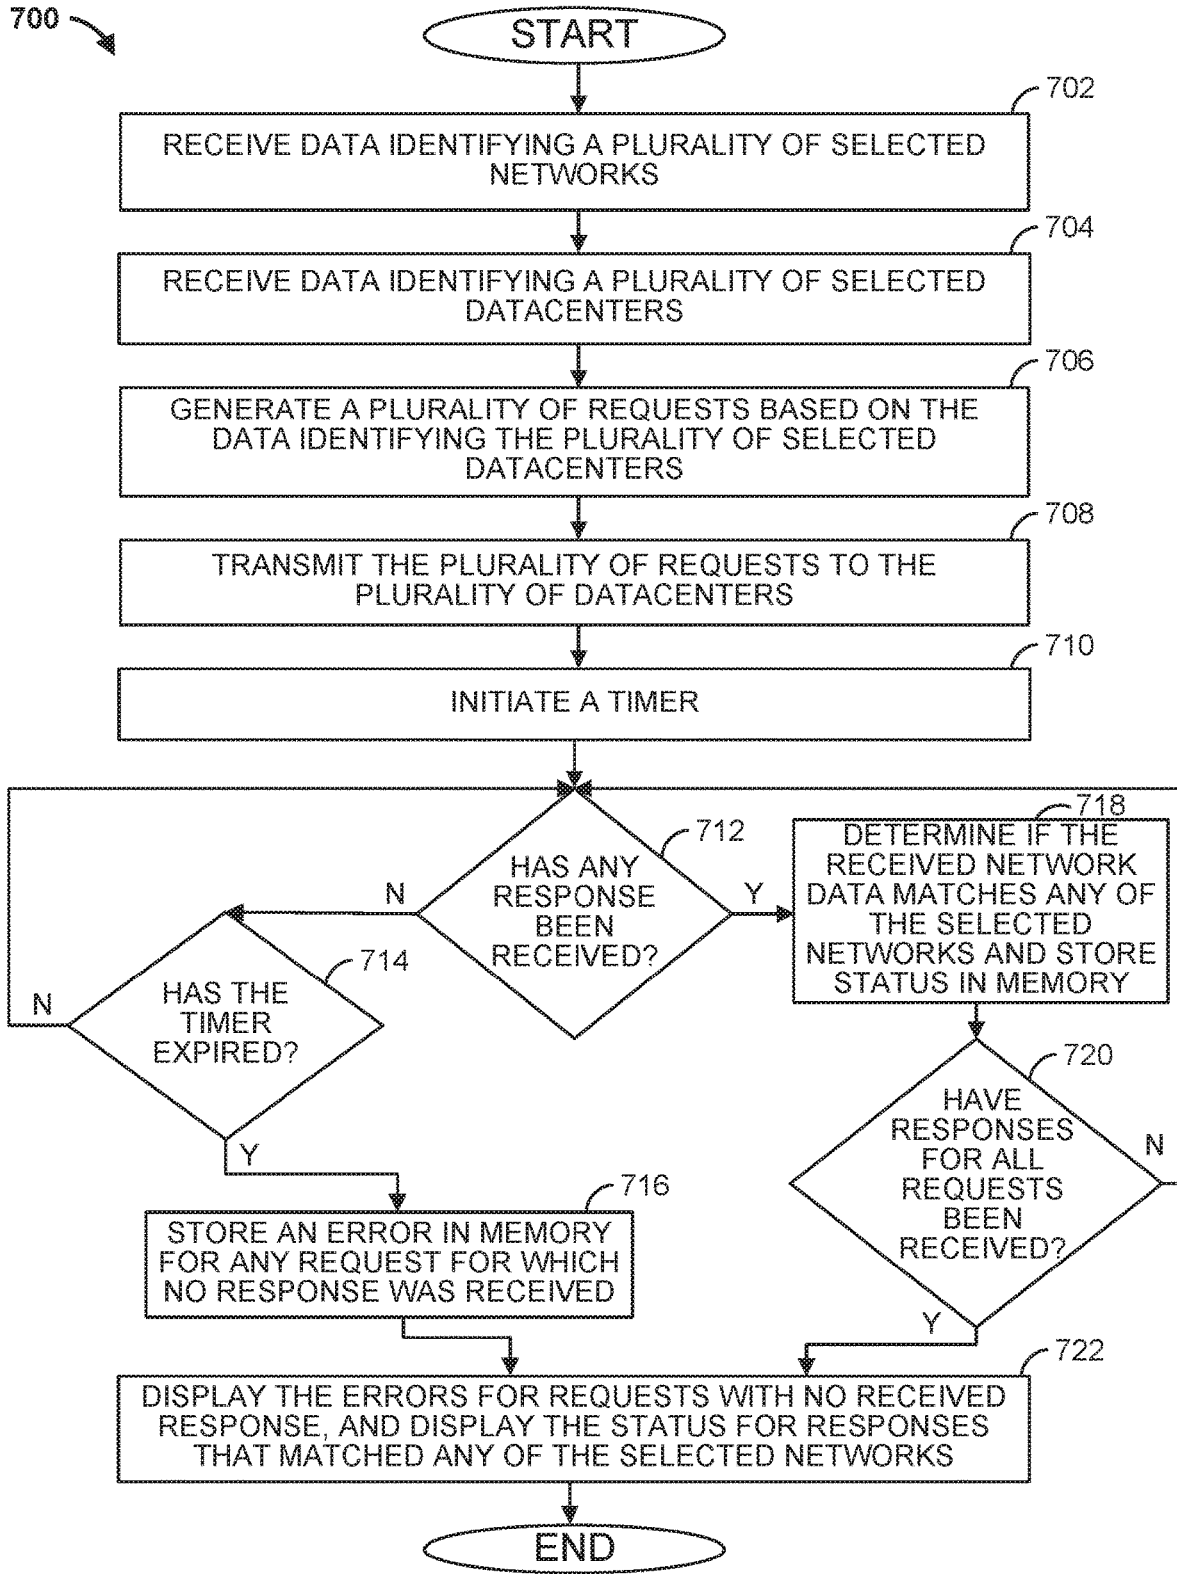 700
START
702
RECEIVE DATA IDENTIFYING A PLURALITY OF SELECTED
NETWORKS
704
RECEIVE DATA IDENTIFYING A PLURALITY OF SELECTED
DATACENTERS
706
GENERATE A PLURALITY OF REQUESTS BASED ON THE
DATA IDENTIFYING THE PLURALITY OF SELECTED
DATACENTERS
708
TRANSMIT THE PLURALITY OF REQUESTS TO THE
PLURALITY OF DATACENTERS
710
INITIATE A TIMER
712
HAS ANY
RESPONSE
BEEN
RECEIVED?
N
Y
714
HAS THE
TIMER
EXPIRED?
N
Y
716
STORE AN ERROR IN MEMORY
FOR ANY REQUEST FOR WHICH
NO RESPONSE WAS RECEIVED
718
DETERMINE IF THE
RECEIVED NETWORK
DATA MATCHES ANY OF
THE SELECTED
NETWORKS AND STORE
STATUS IN MEMORY
720
HAVE
RESPONSES
FOR ALL
REQUESTS
BEEN
RECEIVED?
N
Y
722
DISPLAY THE ERRORS FOR REQUESTS WITH NO RECEIVED
RESPONSE, AND DISPLAY THE STATUS FOR RESPONSES
THAT MATCHED ANY OF THE SELECTED NETWORKS
END